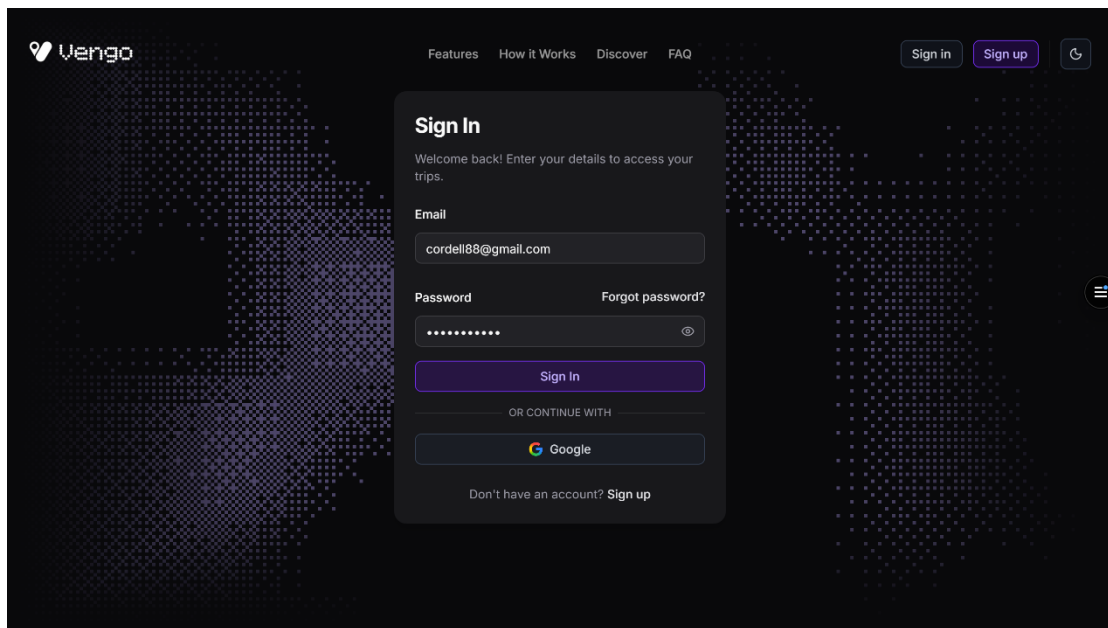 Vengo
Features How it Works Discover FAQ
Sign in Sign up
Sign In
Welcome back! Enter your details to access your
trips.
Email
cordell88@gmail.com
Password Forgot password?
•••••••••••
Sign In
OR CONTINUE WITH
Google
Don't have an account? Sign up